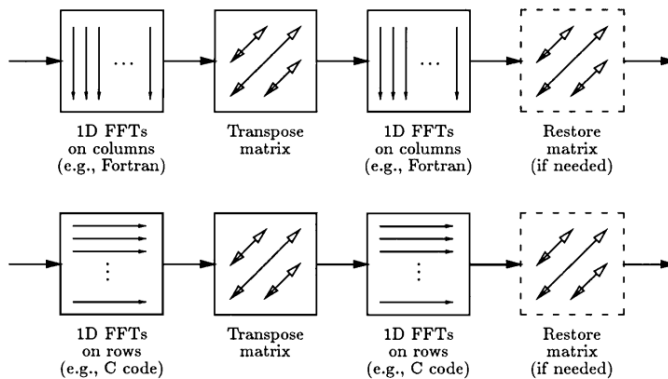 1D FFTs
on columns
(e.g., Fortran)
Transpose
matrix
1D FFTs
on columns
(e.g., Fortran)
Restore
matrix
(if needed)
1D FFTs
on rows
(e.g., C code)
Transpose
matrix
1D FFTs
on rows
(e.g., C code)
Restore
matrix
(if needed)